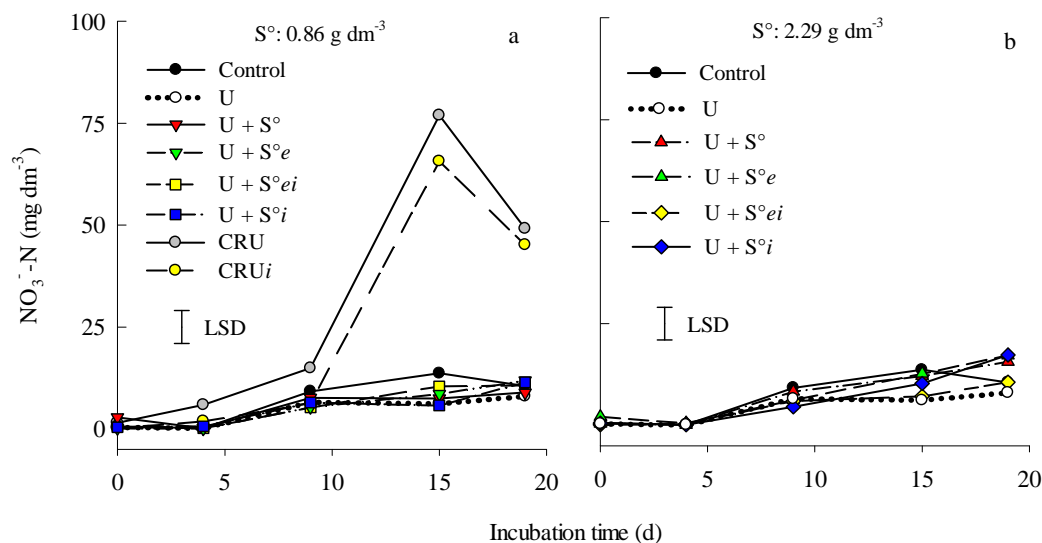 S°: 0.86 g dm⁻³
a
Control
U
U + S°
U + S°e
U + S°ei
U + S°i
CRU
CRUi
LSD
NO₃⁻-N (mg dm⁻³)
100
75
50
25
0
0
5
10
15
20
S°: 2.29 g dm⁻³
b
Control
U
U + S°
U + S°e
U + S°ei
U + S°i
LSD
0
5
10
15
20
Incubation time (d)